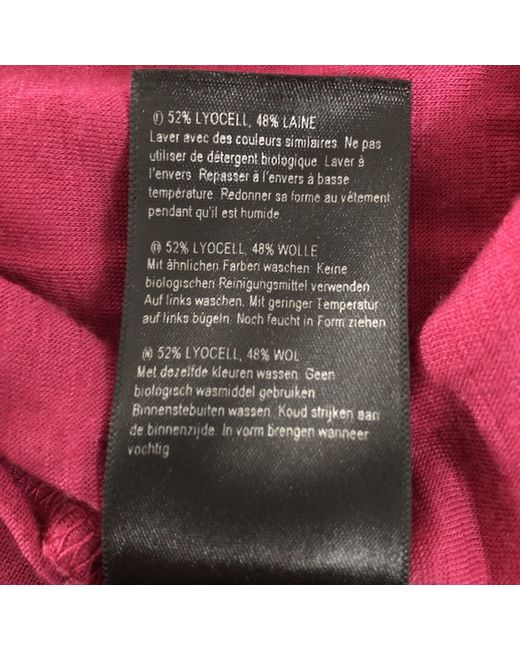 (F) 52% LYOCELL, 48% LAINE
Laver avec des couleurs similaires. Ne pas
utiliser de détergent biologique. Laver à
l'envers. Repasser à l'envers à basse
température. Redonner sa forme au vêtement
pendant qu'il est humide.
(D) 52% LYOCELL, 48% WOLLE
Mit ähnlichen Farben waschen. Keine
biologischen Reinigungsmittel verwenden
Auf links waschen. Mit geringer Temperatur
auf links bügeln. Noch feucht in Form ziehen
(N) 52% LYOCELL, 48% WOL
Met dezelfde kleuren wassen. Geen
biologisch wasmiddel gebruiken
Binnenstebuiten wassen. Koud strijken aan
de binnenzijde. In vorm brengen wanneer
vochtig